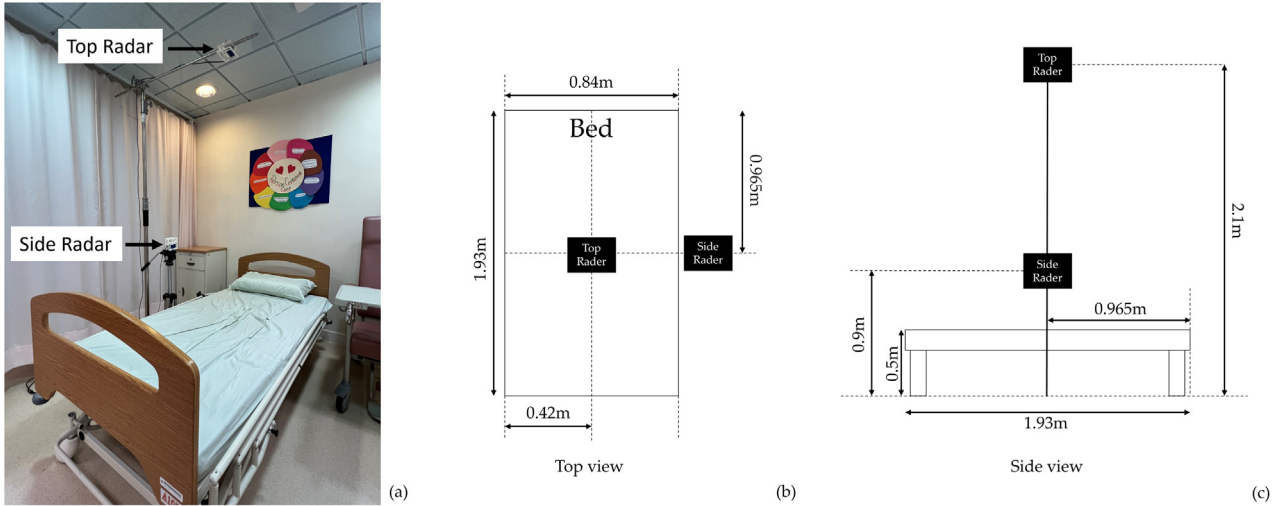 Top Radar
Side Radar
(a)
0.84m
Bed
1.93m
0.965m
Top
Rader
Side
Rader
0.42m
Top view
(b)
Top
Rader
Side
Rader
0.965m
0.9m
0.5m
2.1m
1.93m
Side view
(c)